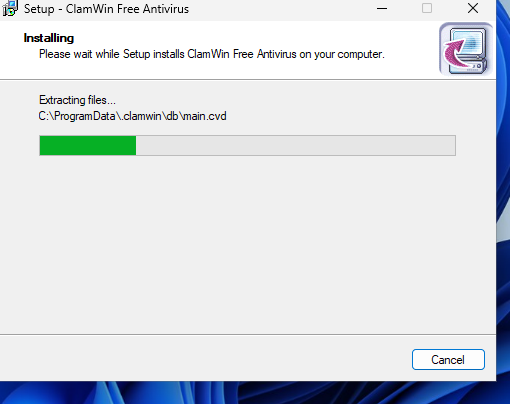 Setup - ClamWin Free Antivirus
Installing
Please wait while Setup installs ClamWin Free Antivirus on your computer.
Extracting files...
C:\ProgramData\.clamwin\db\main.cvd
Cancel